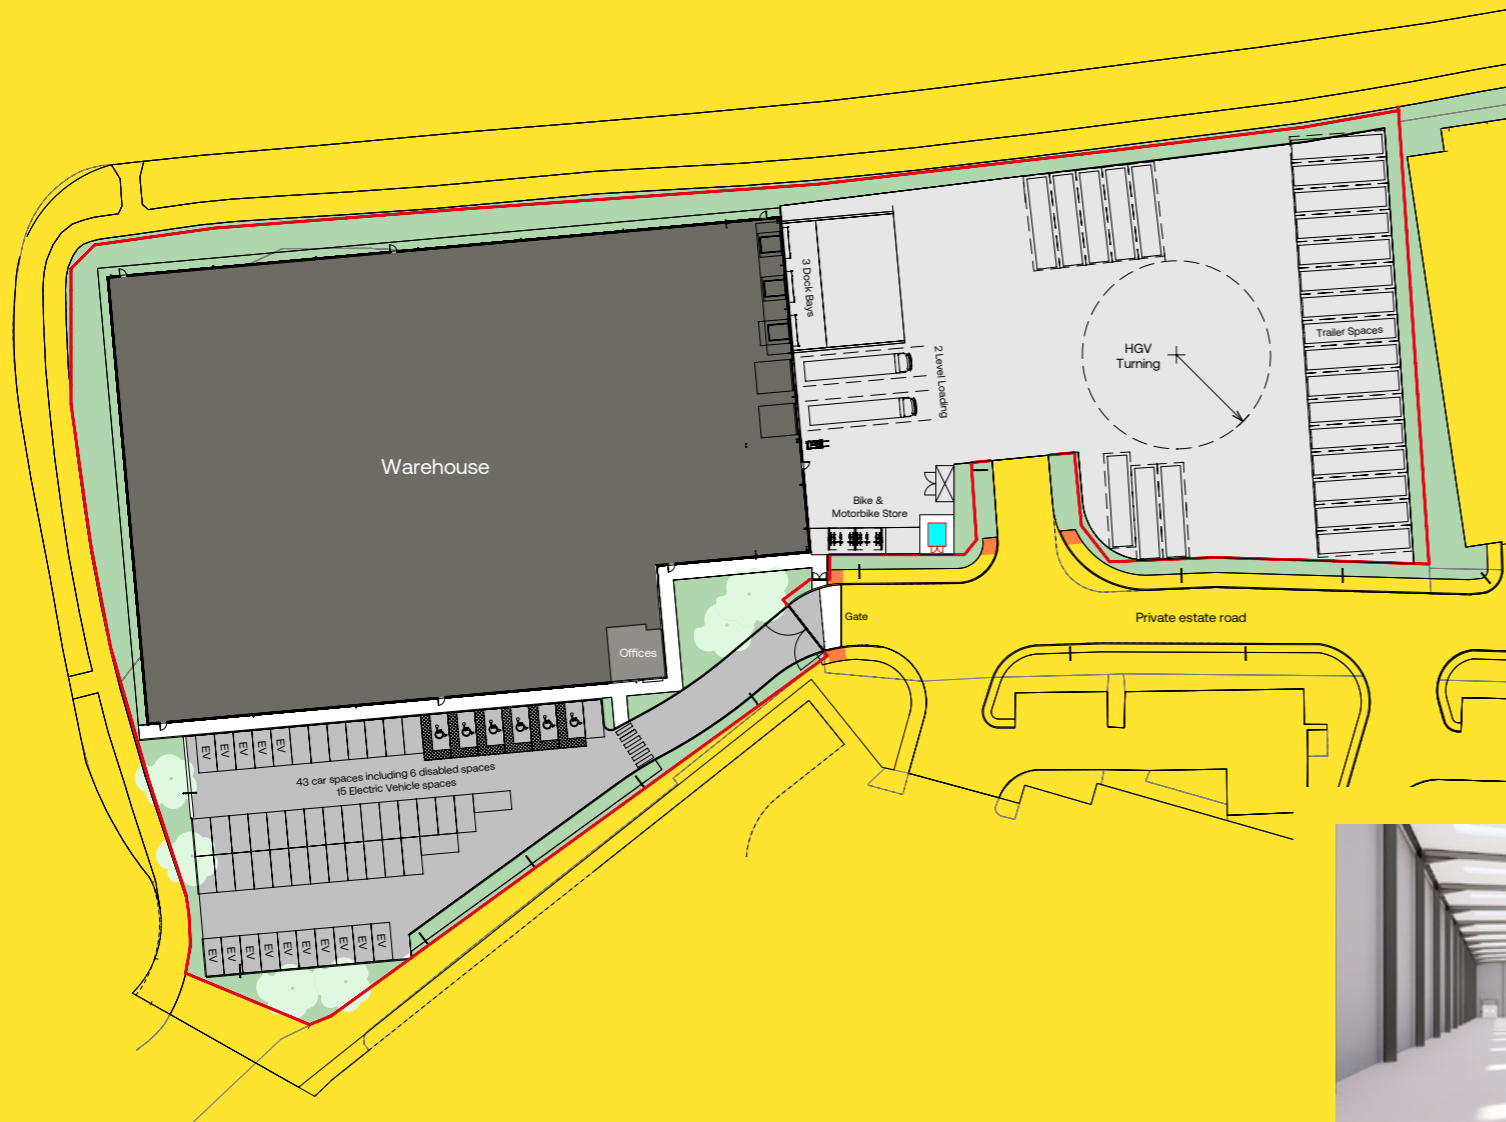 3 Dock Bays
2 Level Loading
HGV
Turning
Trailer Spaces
Warehouse
Bike &
Motorbike Store
Gate
Private estate road
Offices
EV EV EV EV EV
43 car spaces including 6 disabled spaces
15 Electric Vehicle spaces
EV EV EV EV EV EV EV EV EV EV